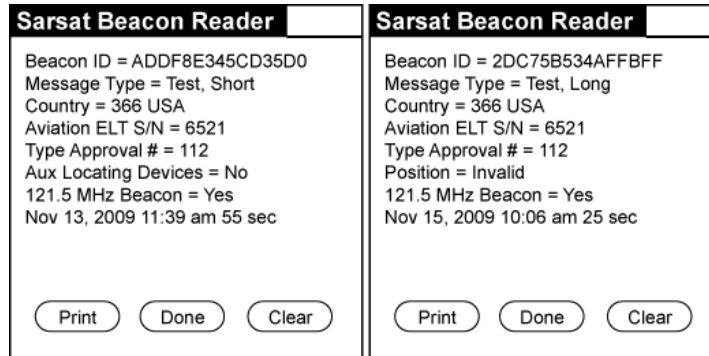 Sarsat Beacon Reader
Beacon ID = ADDF8E345CD35D0
Message Type = Test, Short
Country = 366 USA
Aviation ELT S/N = 6521
Type Approval # = 112
Aux Locating Devices = No
121.5 MHz Beacon = Yes
Nov 13, 2009 11:39 am 55 sec
Print
Done
Clear
Sarsat Beacon Reader
Beacon ID = 2DC75B534AFFBFF
Message Type = Test, Long
Country = 366 USA
Aviation ELT S/N = 6521
Type Approval # = 112
Position = Invalid
121.5 MHz Beacon = Yes
Nov 15, 2009 10:06 am 25 sec
Print
Done
Clear